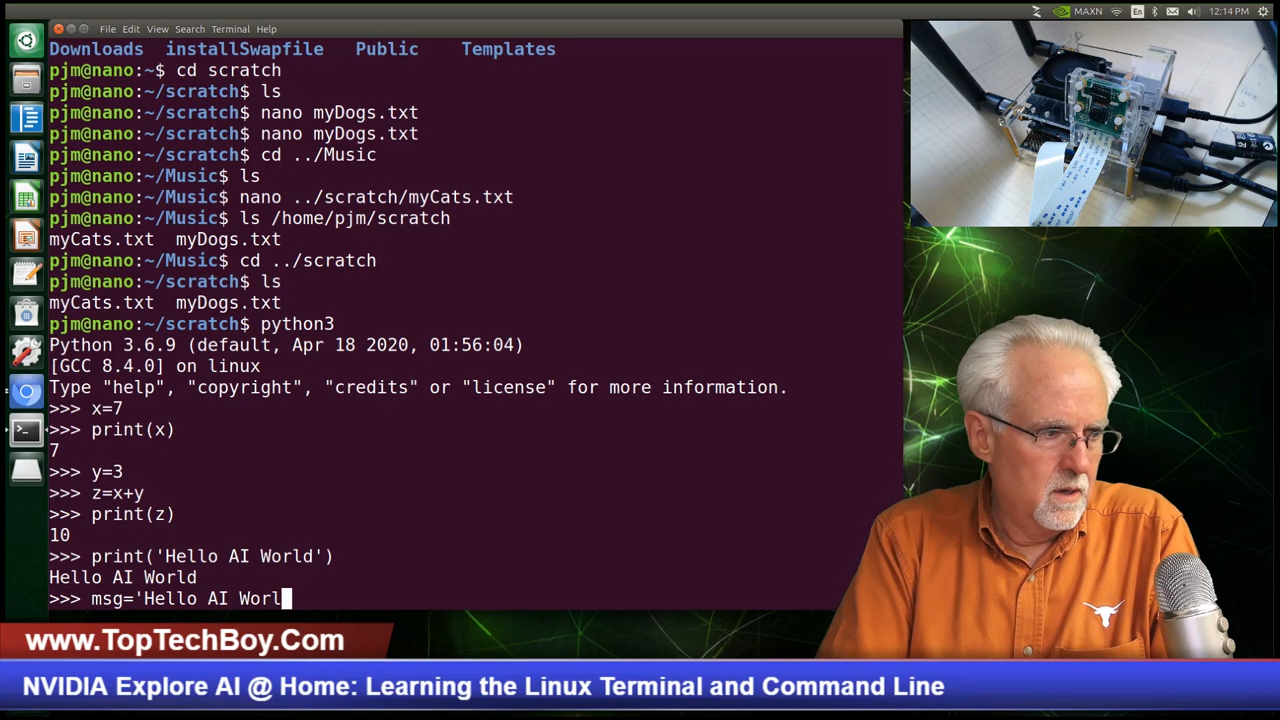 File Edit View Search Terminal Help
MAXN
En
12:14 PM
Downloads installSwapfile Public Templates
pjm@nano:~$ cd scratch
pjm@nano:~/scratch$ ls
pjm@nano:~/scratch$ nano myDogs.txt
pjm@nano:~/scratch$ nano myDogs.txt
pjm@nano:~/scratch$ cd ../Music
pjm@nano:~/Music$ ls
pjm@nano:~/Music$ nano ../scratch/myCats.txt
pjm@nano:~/Music$ ls /home/pjm/scratch
myCats.txt myDogs.txt
pjm@nano:~/Music$ cd ../scratch
pjm@nano:~/scratch$ ls
myCats.txt myDogs.txt
pjm@nano:~/scratch$ python3
Python 3.6.9 (default, Apr 18 2020, 01:56:04)
[GCC 8.4.0] on linux
Type "help", "copyright", "credits" or "license" for more information.
>>> x=7
>>> print(x)
7
>>> y=3
>>> z=x+y
>>> print(z)
10
>>> print('Hello AI World')
Hello AI World
>>> msg='Hello AI Worl
www.TopTechBoy.Com
NVIDIA Explore AI @ Home: Learning the Linux Terminal and Command Line